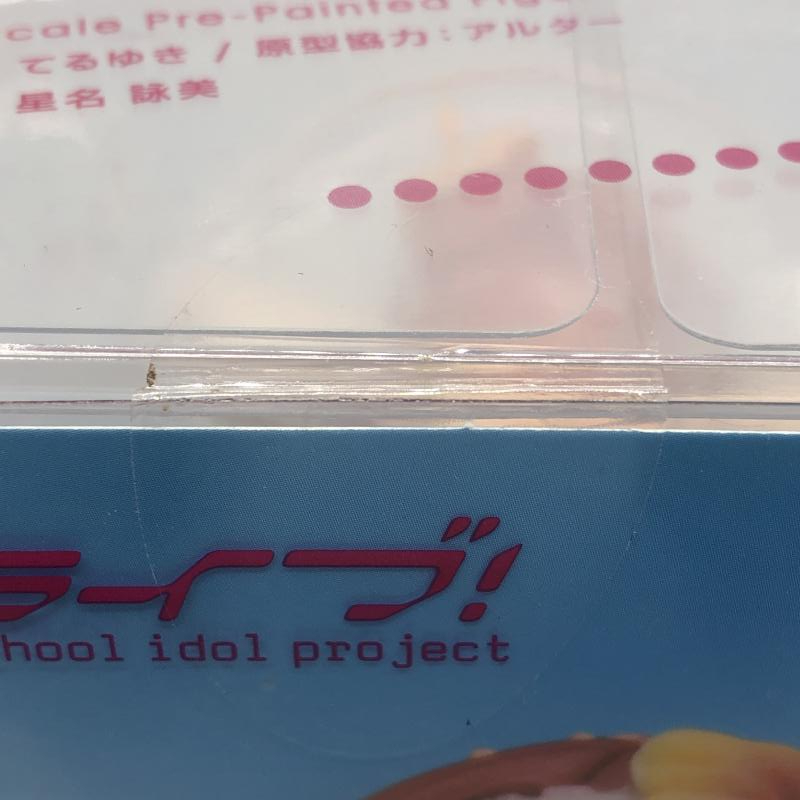 cale Pre-Painted Figu
てるゆき / 原型協力：アルター
星名 詠美
ライブ!
hool idol project